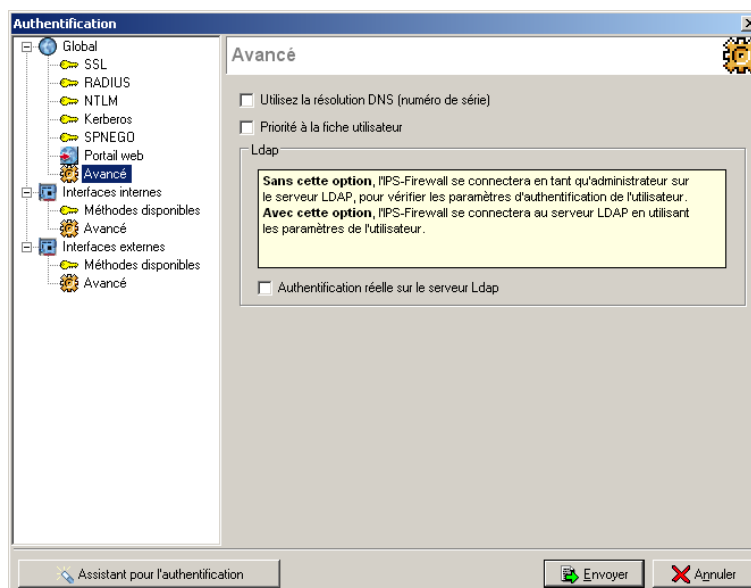 Authentification
Global
SSL
RADIUS
NTLM
Kerberos
SPNEGO
Portail web
Avancé
Interfaces internes
Méthodes disponibles
Avancé
Interfaces externes
Méthodes disponibles
Avancé
Avancé
Utilisez la résolution DNS (numéro de série)
Priorité à la fiche utilisateur
Ldap
Sans cette option, l'IPS-Firewall se connectera en tant qu'administrateur sur
le serveur LDAP, pour vérifier les paramètres d'authentification de l'utilisateur.
Avec cette option, l'IPS-Firewall se connectera au serveur LDAP en utilisant
les paramètres de l'utilisateur.
Authentification réelle sur le serveur Ldap
Assistant pour l'authentification
Envoyer
Annuler